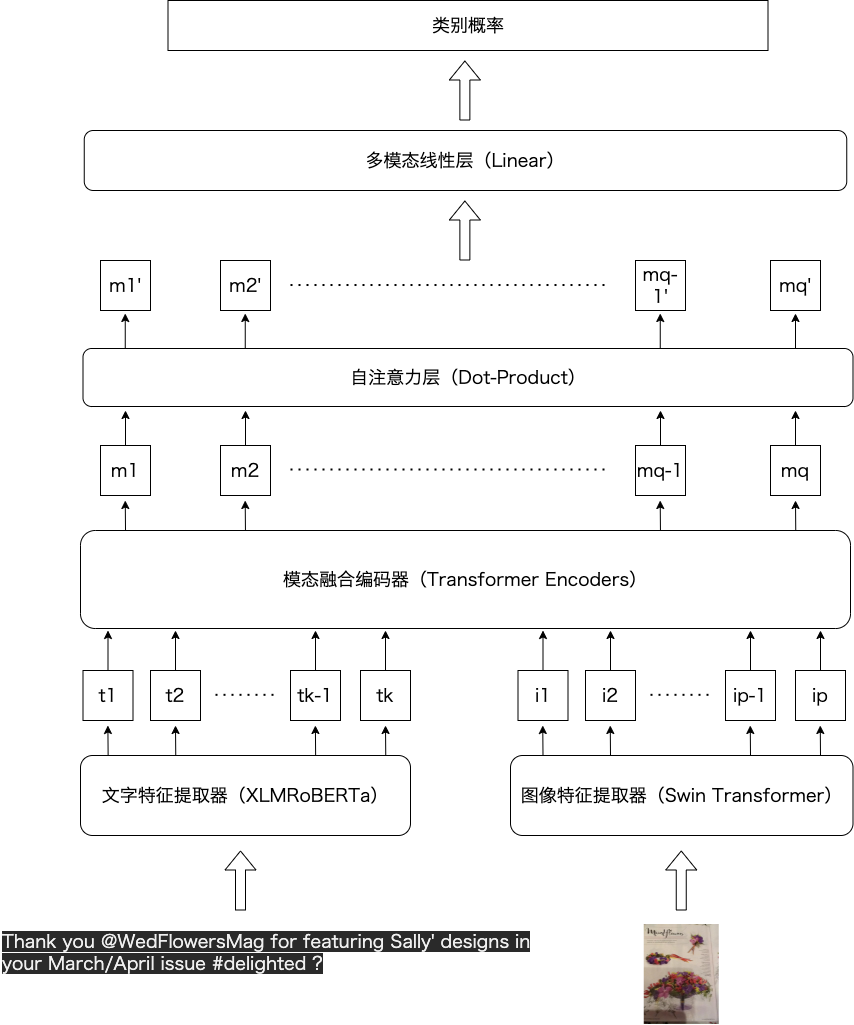 类别概率
多模态线性层（Linear）
m1'
m2'
mq-
1'
mq'
自注意力层（Dot-Product）
m1
m2
mq-1
mq
模态融合编码器（Transformer Encoders）
t1
t2
tk-1
tk
i1
i2
ip-1
ip
文字特征提取器（XLMRoBERTa）
图像特征提取器（Swin Transformer）
Thank you @WedFlowersMag for featuring Sally' designs in
your March/April issue #delighted ?